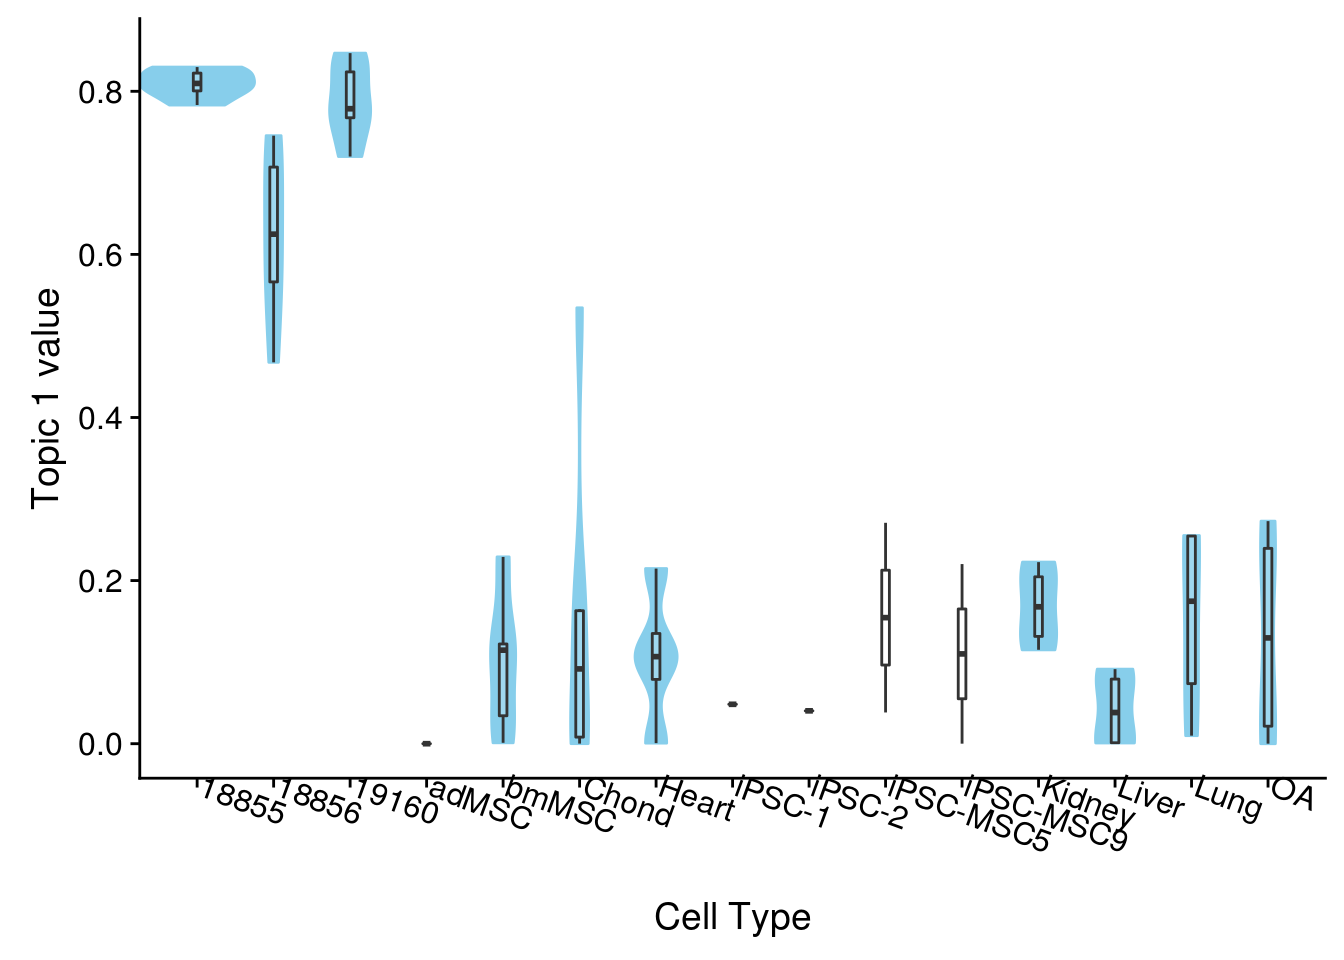 Topic 1 value
0.8
0.6
0.4
0.2
0.0
18855
18856
19160
adMSC
bmMSC
Chond
Heart
iPSC-1
iPSC-2
iPSC-MSC5
iPSC-MSC9
Kidney
Liver
Lung
OA
Cell Type